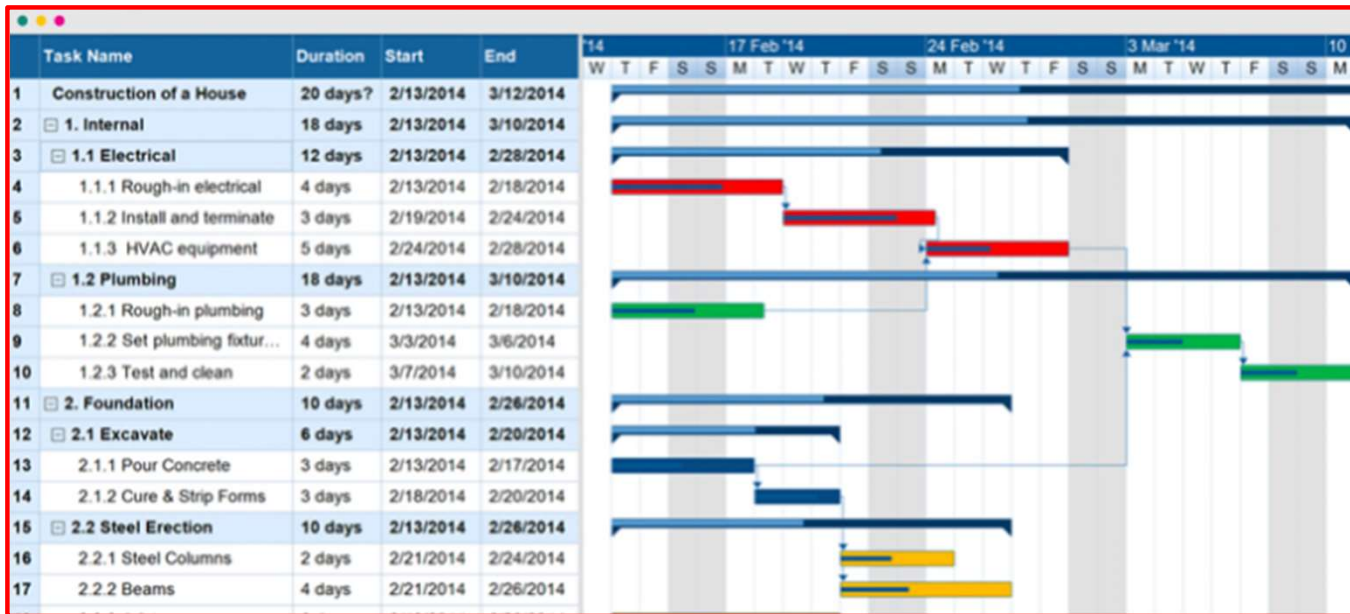 Task Name Duration Start End '14 17 Feb '14 24 Feb '14 3 Mar '14 10
W T F S S M T W T F S S M T W T F S S M T W T F S S M
1 Construction of a House 20 days? 2/13/2014 3/12/2014
2 1. Internal 18 days 2/13/2014 3/10/2014
3 1.1 Electrical 12 days 2/13/2014 2/28/2014
4 1.1.1 Rough-in electrical 4 days 2/13/2014 2/18/2014
5 1.1.2 Install and terminate 3 days 2/19/2014 2/24/2014
6 1.1.3 HVAC equipment 5 days 2/24/2014 2/28/2014
7 1.2 Plumbing 18 days 2/13/2014 3/10/2014
8 1.2.1 Rough-in plumbing 3 days 2/13/2014 2/18/2014
9 1.2.2 Set plumbing fixtur... 4 days 3/3/2014 3/6/2014
10 1.2.3 Test and clean 2 days 3/7/2014 3/10/2014
11 2. Foundation 10 days 2/13/2014 2/26/2014
12 2.1 Excavate 6 days 2/13/2014 2/20/2014
13 2.1.1 Pour Concrete 3 days 2/13/2014 2/17/2014
14 2.1.2 Cure & Strip Forms 3 days 2/18/2014 2/20/2014
15 2.2 Steel Erection 10 days 2/13/2014 2/26/2014
16 2.2.1 Steel Columns 2 days 2/21/2014 2/24/2014
17 2.2.2 Beams 4 days 2/21/2014 2/26/2014